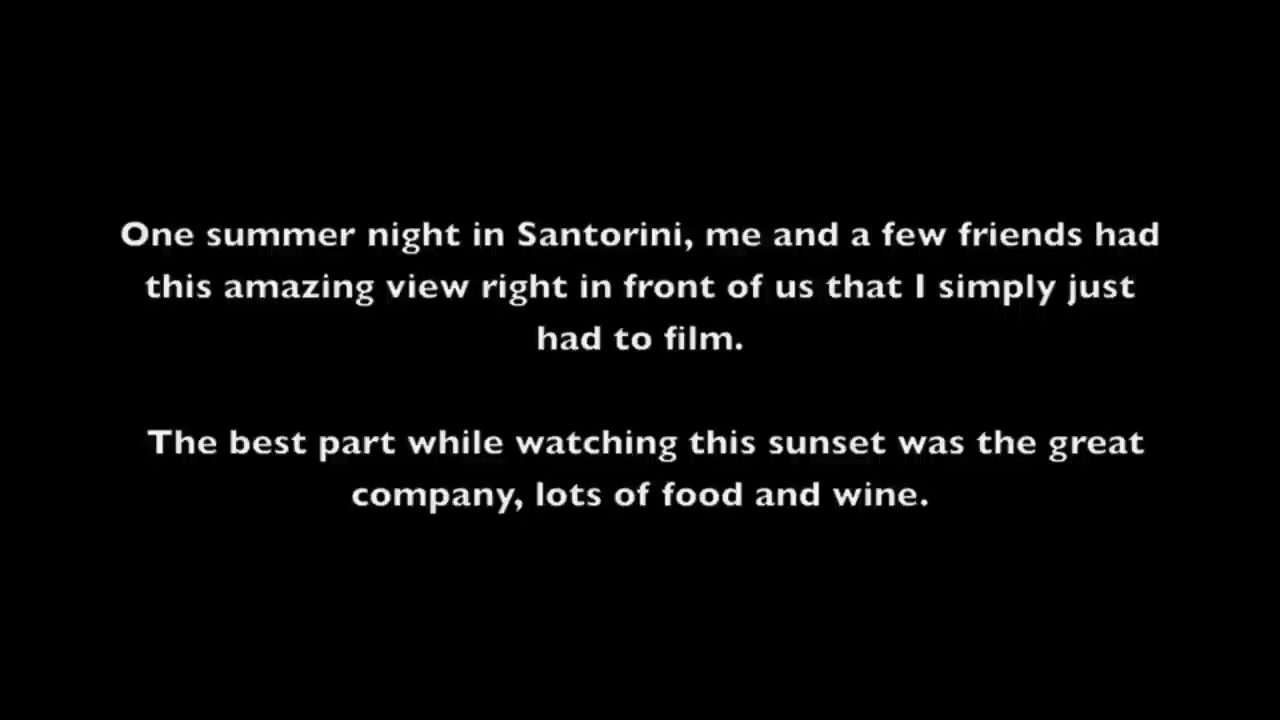 One summer night in Santorini, me and a few friends had
this amazing view right in front of us that I simply just
had to film.
The best part while watching this sunset was the great
company, lots of food and wine.